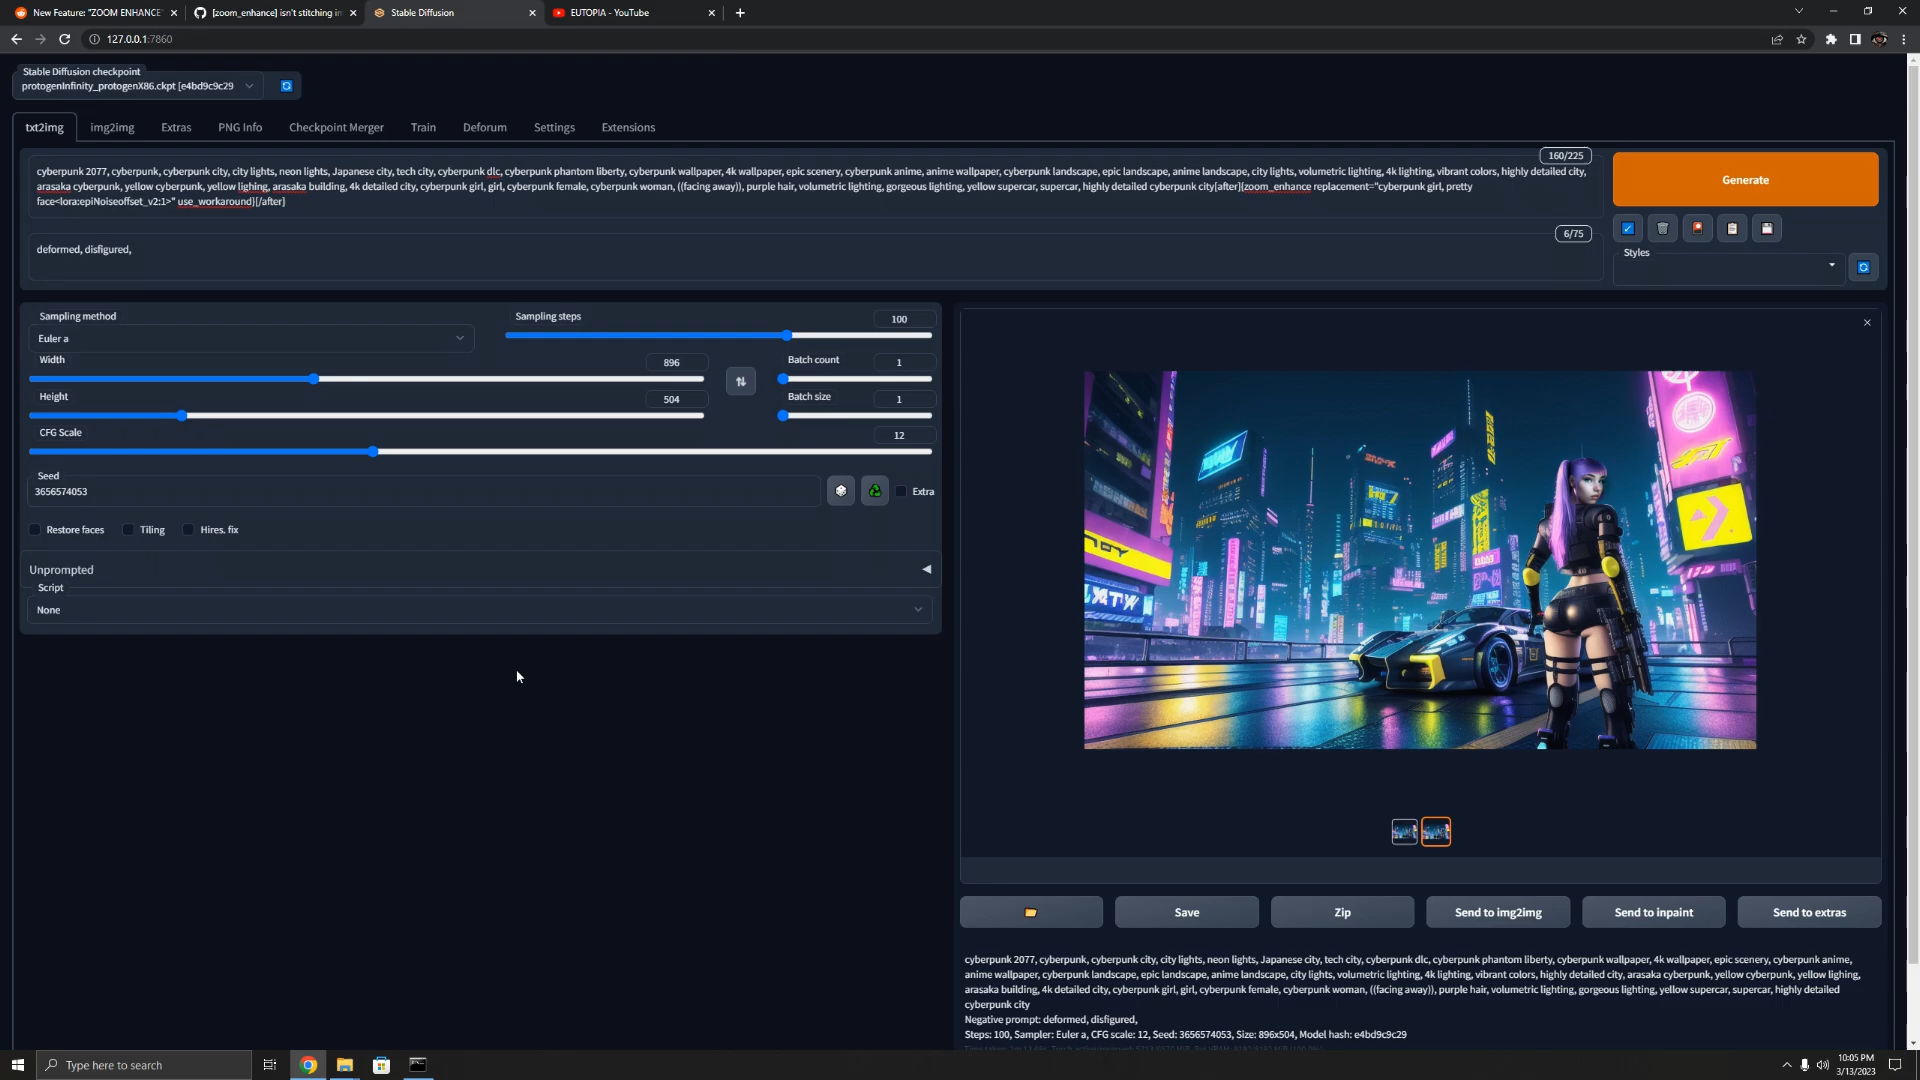 New Feature: "ZOOM ENHANCE"
[zoom_enhance] isn't stitching in
Stable Diffusion
EUTOPIA - YouTube
127.0.0.1:7860
Stable Diffusion checkpoint
protogenInfinity_protogenX86.ckpt [e4bd9c9c29
txt2img
img2img
Extras
PNG Info
Checkpoint Merger
Train
Deforum
Settings
Extensions
160/225
cyberpunk 2077, cyberpunk, cyberpunk city, city lights, neon lights, Japanese city, tech city, cyberpunk dlc, cyberpunk phantom liberty, cyberpunk wallpaper, 4k wallpaper, epic scenery, cyberpunk anime, anime wallpaper, cyberpunk landscape, epic landscape, anime landscape, city lights, volumetric lighting, 4k lighting, vibrant colors, highly detailed city,
arasaka cyberpunk, yellow cyberpunk, yellow lighing, arasaka building, 4k detailed city, cyberpunk girl, girl, cyberpunk female, cyberpunk woman, ((facing away)), purple hair, volumetric lighting, gorgeous lighting, yellow supercar, supercar, highly detailed cyberpunk city[after]{zoom_enhance replacement="cyberpunk girl, pretty
face<lora:epiNoiseoffset_v2:1>" use_workaround}[/after]
Generate
6/75
deformed, disfigured,
Styles
Sampling method
Euler a
Sampling steps
100
Width
896
Height
504
Batch count
1
Batch size
1
CFG Scale
12
Seed
3656574053
Extra
Restore faces
Tiling
Hires. fix
Unprompted
Script
None
Save
Zip
Send to img2img
Send to inpaint
Send to extras
cyberpunk 2077, cyberpunk, cyberpunk city, city lights, neon lights, Japanese city, tech city, cyberpunk dlc, cyberpunk phantom liberty, cyberpunk wallpaper, 4k wallpaper, epic scenery, cyberpunk anime,
anime wallpaper, cyberpunk landscape, epic landscape, anime landscape, city lights, volumetric lighting, 4k lighting, vibrant colors, highly detailed city, arasaka cyberpunk, yellow cyberpunk, yellow lighing,
arasaka building, 4k detailed city, cyberpunk girl, girl, cyberpunk female, cyberpunk woman, ((facing away)), purple hair, volumetric lighting, gorgeous lighting, yellow supercar, supercar, highly detailed
cyberpunk city
Negative prompt: deformed, disfigured,
Steps: 100, Sampler: Euler a, CFG scale: 12, Seed: 3656574053, Size: 896x504, Model hash: e4bd9c9c29
Type here to search
10:05 PM
3/13/2023